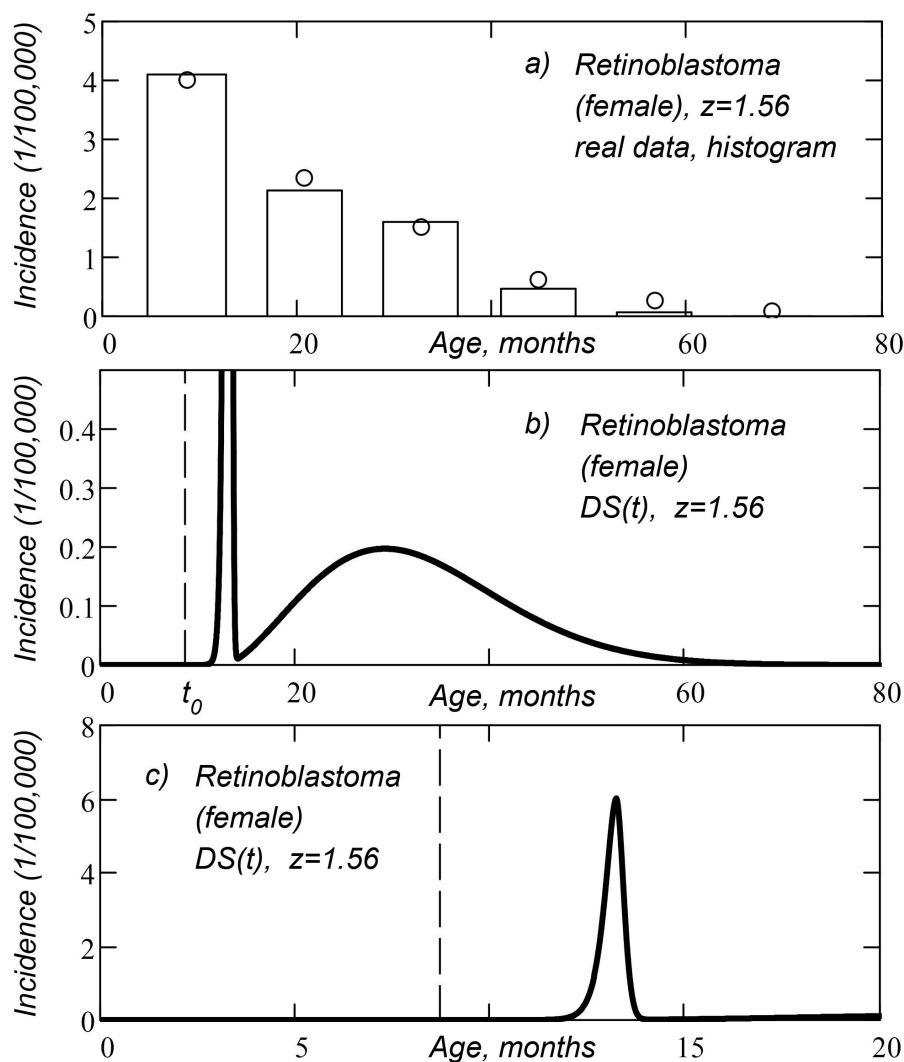 5
4
3
2
1
0
Incidence (1/100,000)
a) Retinoblastoma
(female), z=1.56
real data, histogram
0 20 Age, months 60 80
0.4
0.3
0.2
0.1
0
Incidence (1/100,000)
b) Retinoblastoma
(female)
DS(t), z=1.56
0 t0 20 Age, months 60 80
8
6
4
2
0
Incidence (1/100,000)
c) Retinoblastoma
(female)
DS(t), z=1.56
0 5 Age, months 15 20